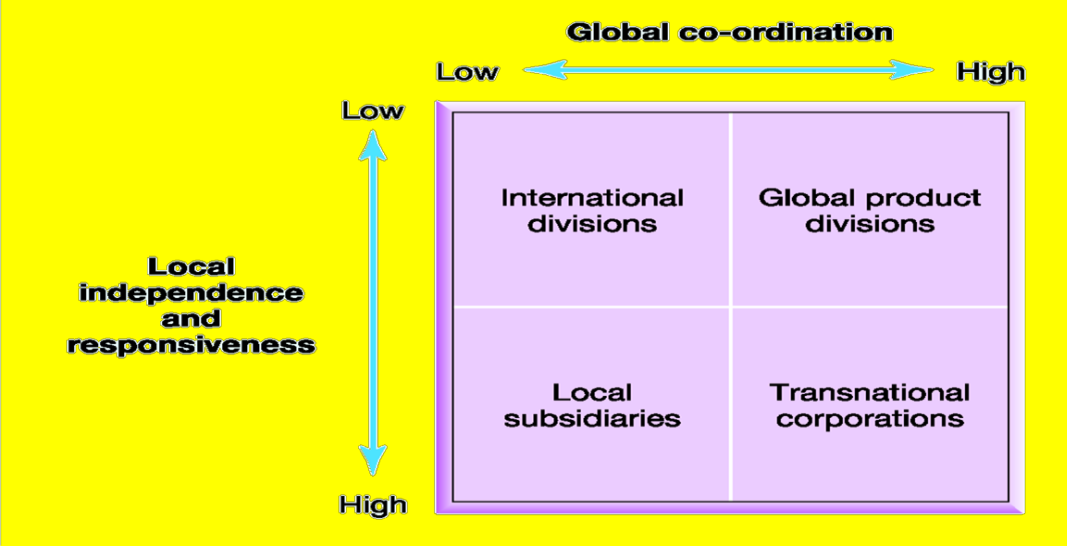 Global co-ordination
Low
High
Low
International
divisions
Global product
divisions
Local
independence
and
responsiveness
Local
subsidiaries
Transnational
corporations
High